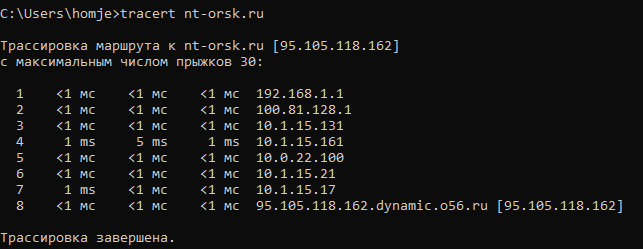 C:\Users\homje>tracert nt-orsk.ru
Трассировка маршрута к nt-orsk.ru [95.105.118.162]
с максимальным числом прыжков 30:
1 <1 мс <1 мс <1 мс 192.168.1.1
2 <1 мс <1 мс <1 мс 100.81.128.1
3 <1 мс <1 мс <1 мс 10.1.15.131
4 1 ms 5 ms 1 ms 10.1.15.161
5 <1 мс <1 мс <1 мс 10.0.22.100
6 <1 мс <1 мс <1 мс 10.1.15.21
7 1 ms <1 мс <1 мс 10.1.15.17
8 <1 мс <1 мс <1 мс 95.105.118.162.dynamic.o56.ru [95.105.118.162]
Трассировка завершена.